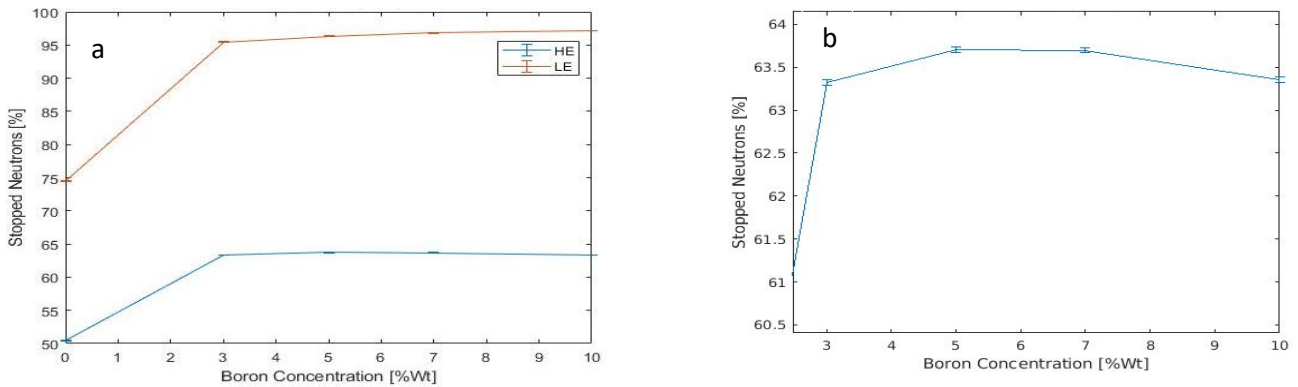 a
100
95
90
85
80
75
70
65
60
55
50
0 1 2 3 4 5 6 7 8 9 10
Stopped Neutrons [%]
Boron Concentration [%Wt]
HE
LE
b
64
63.5
63
62.5
62
61.5
61
60.5
3 4 5 6 7 8 9 10
Stopped Neutrons [%]
Boron Concentration [%Wt]